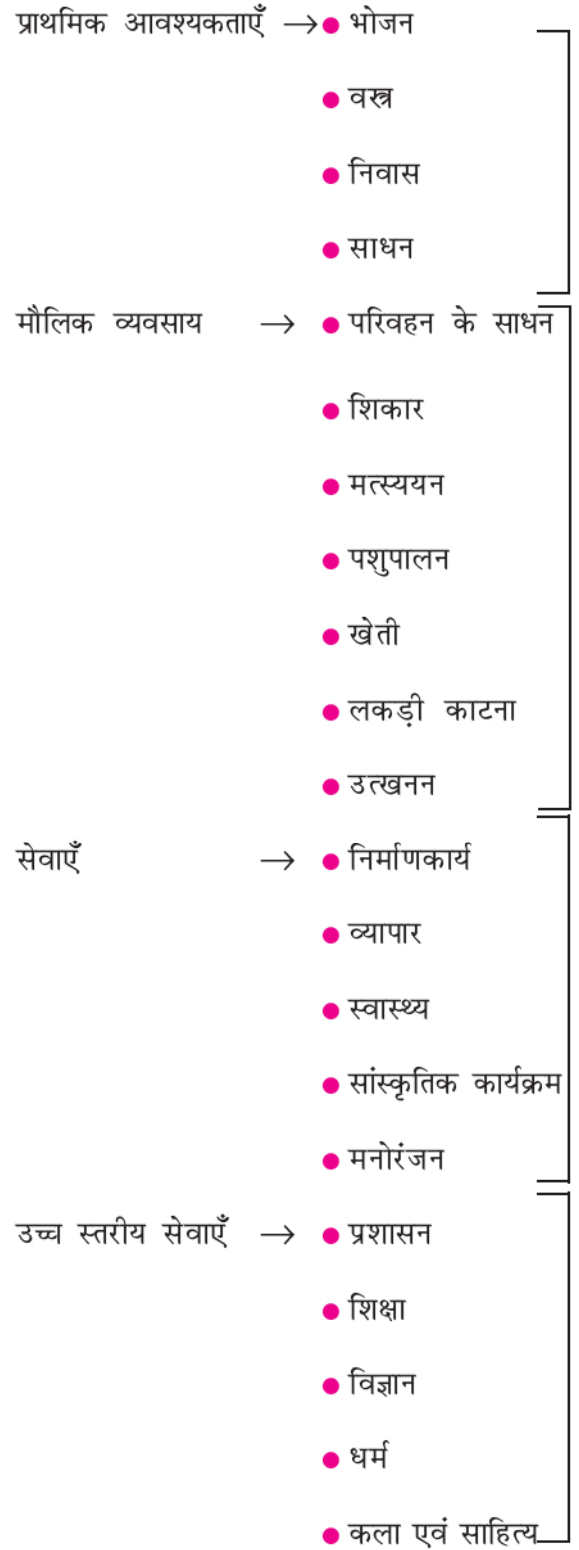 प्राथमिक आवश्यकताएँ → ● भोजन
● वस्त्र
● निवास
● साधन
मौलिक व्यवसाय → ● परिवहन के साधन
● शिकार
● मत्स्ययन
● पशुपालन
● खेती
● लकड़ी काटना
● उत्खनन
सेवाएँ → ● निर्माणकार्य
● व्यापार
● स्वास्थ्य
● सांस्कृतिक कार्यक्रम
● मनोरंजन
उच्च स्तरीय सेवाएँ → ● प्रशासन
● शिक्षा
● विज्ञान
● धर्म
● कला एवं साहित्य